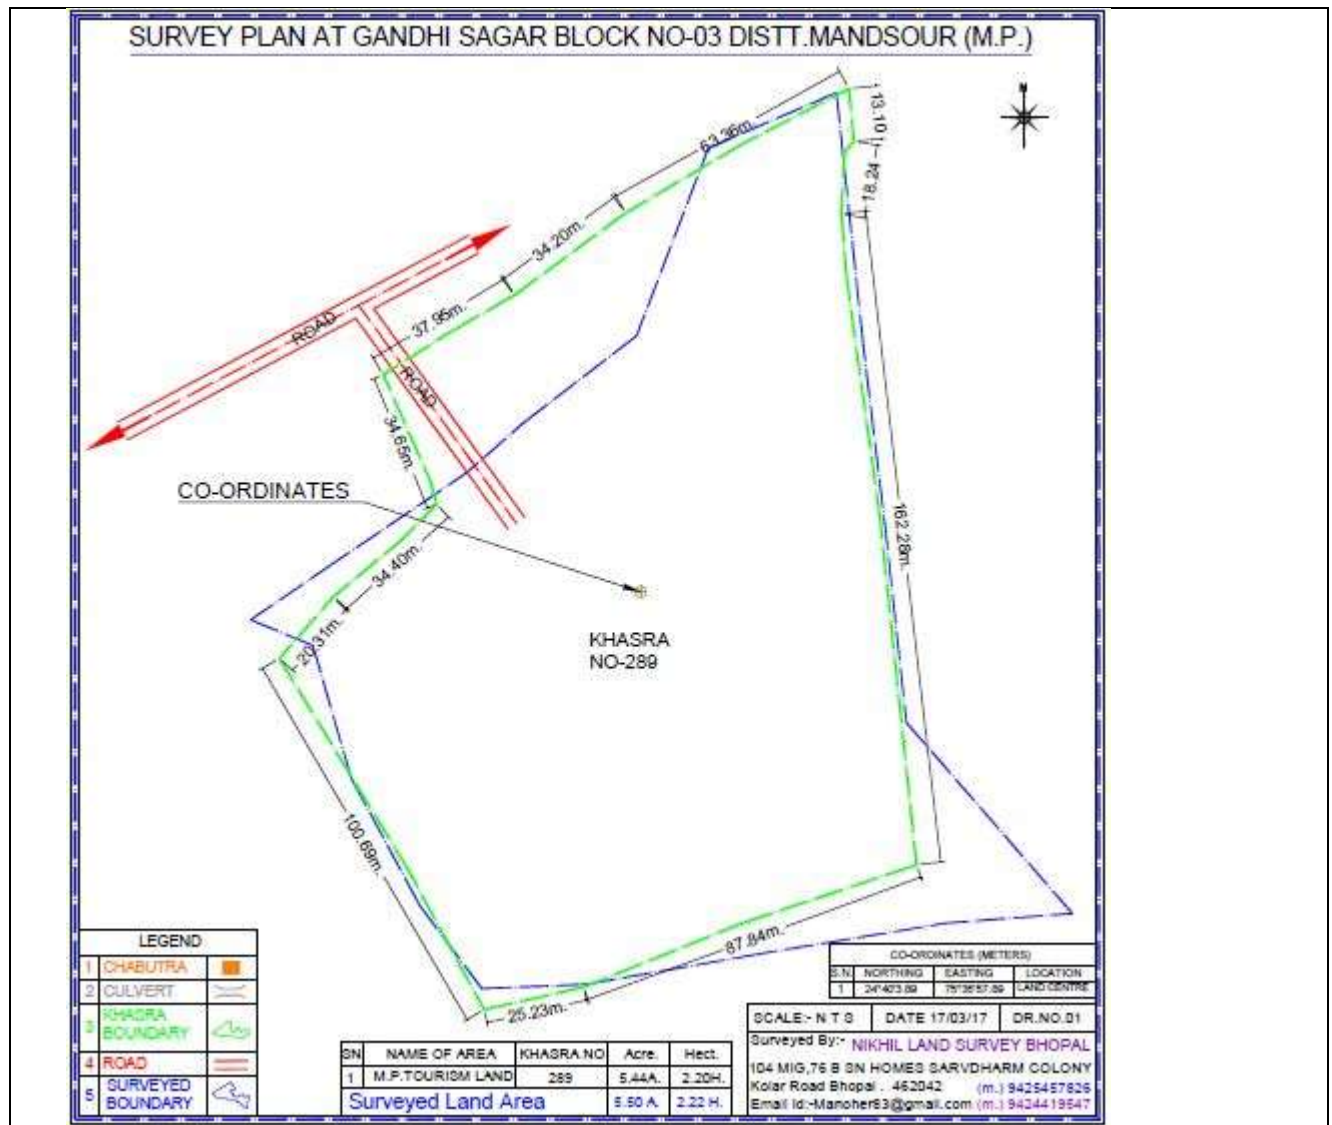 SURVEY PLAN AT GANDHI SAGAR BLOCK NO-03 DISTT.MANDSOUR (M.P.)
N
13.10
63.36m.
18.24
34.20m.
37.95m.
ROAD
ROAD
34.65m.
CO-ORDINATES
162.28m.
34.40m.
20.31m.
KHASRA
NO-289
100.69m.
87.84m.
25.23m.
LEGEND
1 CHABUTRA
2 CULVERT
3 KHASRA BOUNDARY
4 ROAD
5 SURVEYED BOUNDARY
SN NAME OF AREA KHASRA.NO Acre. Hect.
1 M.P.TOURISM LAND 289 5.44A. 2.20H.
Surveyed Land Area 5.50 A. 2.22 H.
CO-ORDINATES (METERS)
S.N. NORTHING EASTING LOCATION
1 LAND CENTRE
SCALE:- N T S DATE 17/03/17 DR.NO.01
Surveyed By:- NIKHIL LAND SURVEY BHOPAL
104 MIG,76 B SN HOMES SARVDHARM COLONY
Kolar Road Bhopal . 462042 (m.) 9425457826
Email Id:-Manoher83@gmail.com (m.) 9424419547